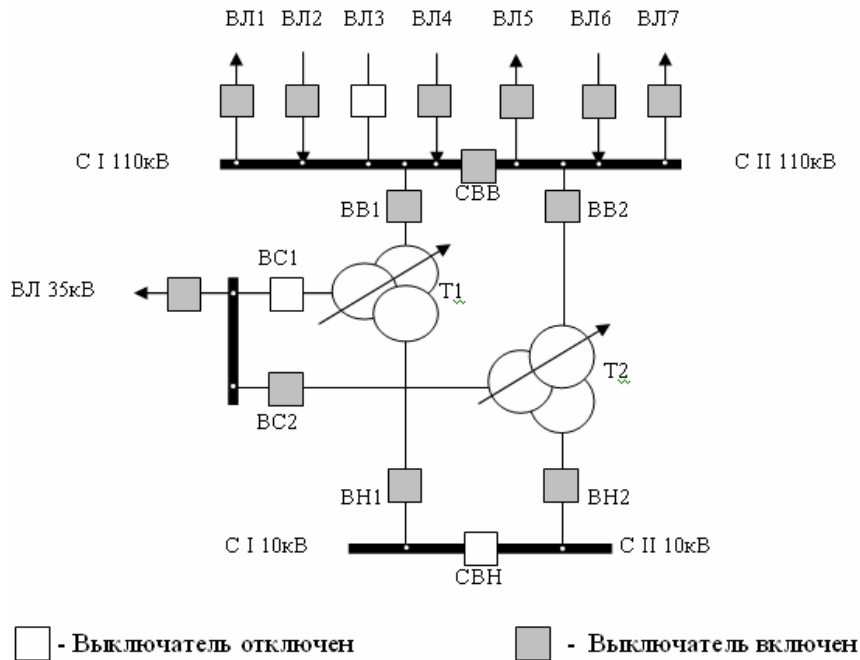 ВЛ1 ВЛ2 ВЛ3 ВЛ4 ВЛ5 ВЛ6 ВЛ7
С I 110кВ
С II 110кВ
СВВ
ВВ1
ВВ2
ВС1
ВЛ 35кВ
Т1
Т2
ВС2
ВН1
ВН2
С I 10кВ
С II 10кВ
СВН
- Выключатель отключен
- Выключатель включен